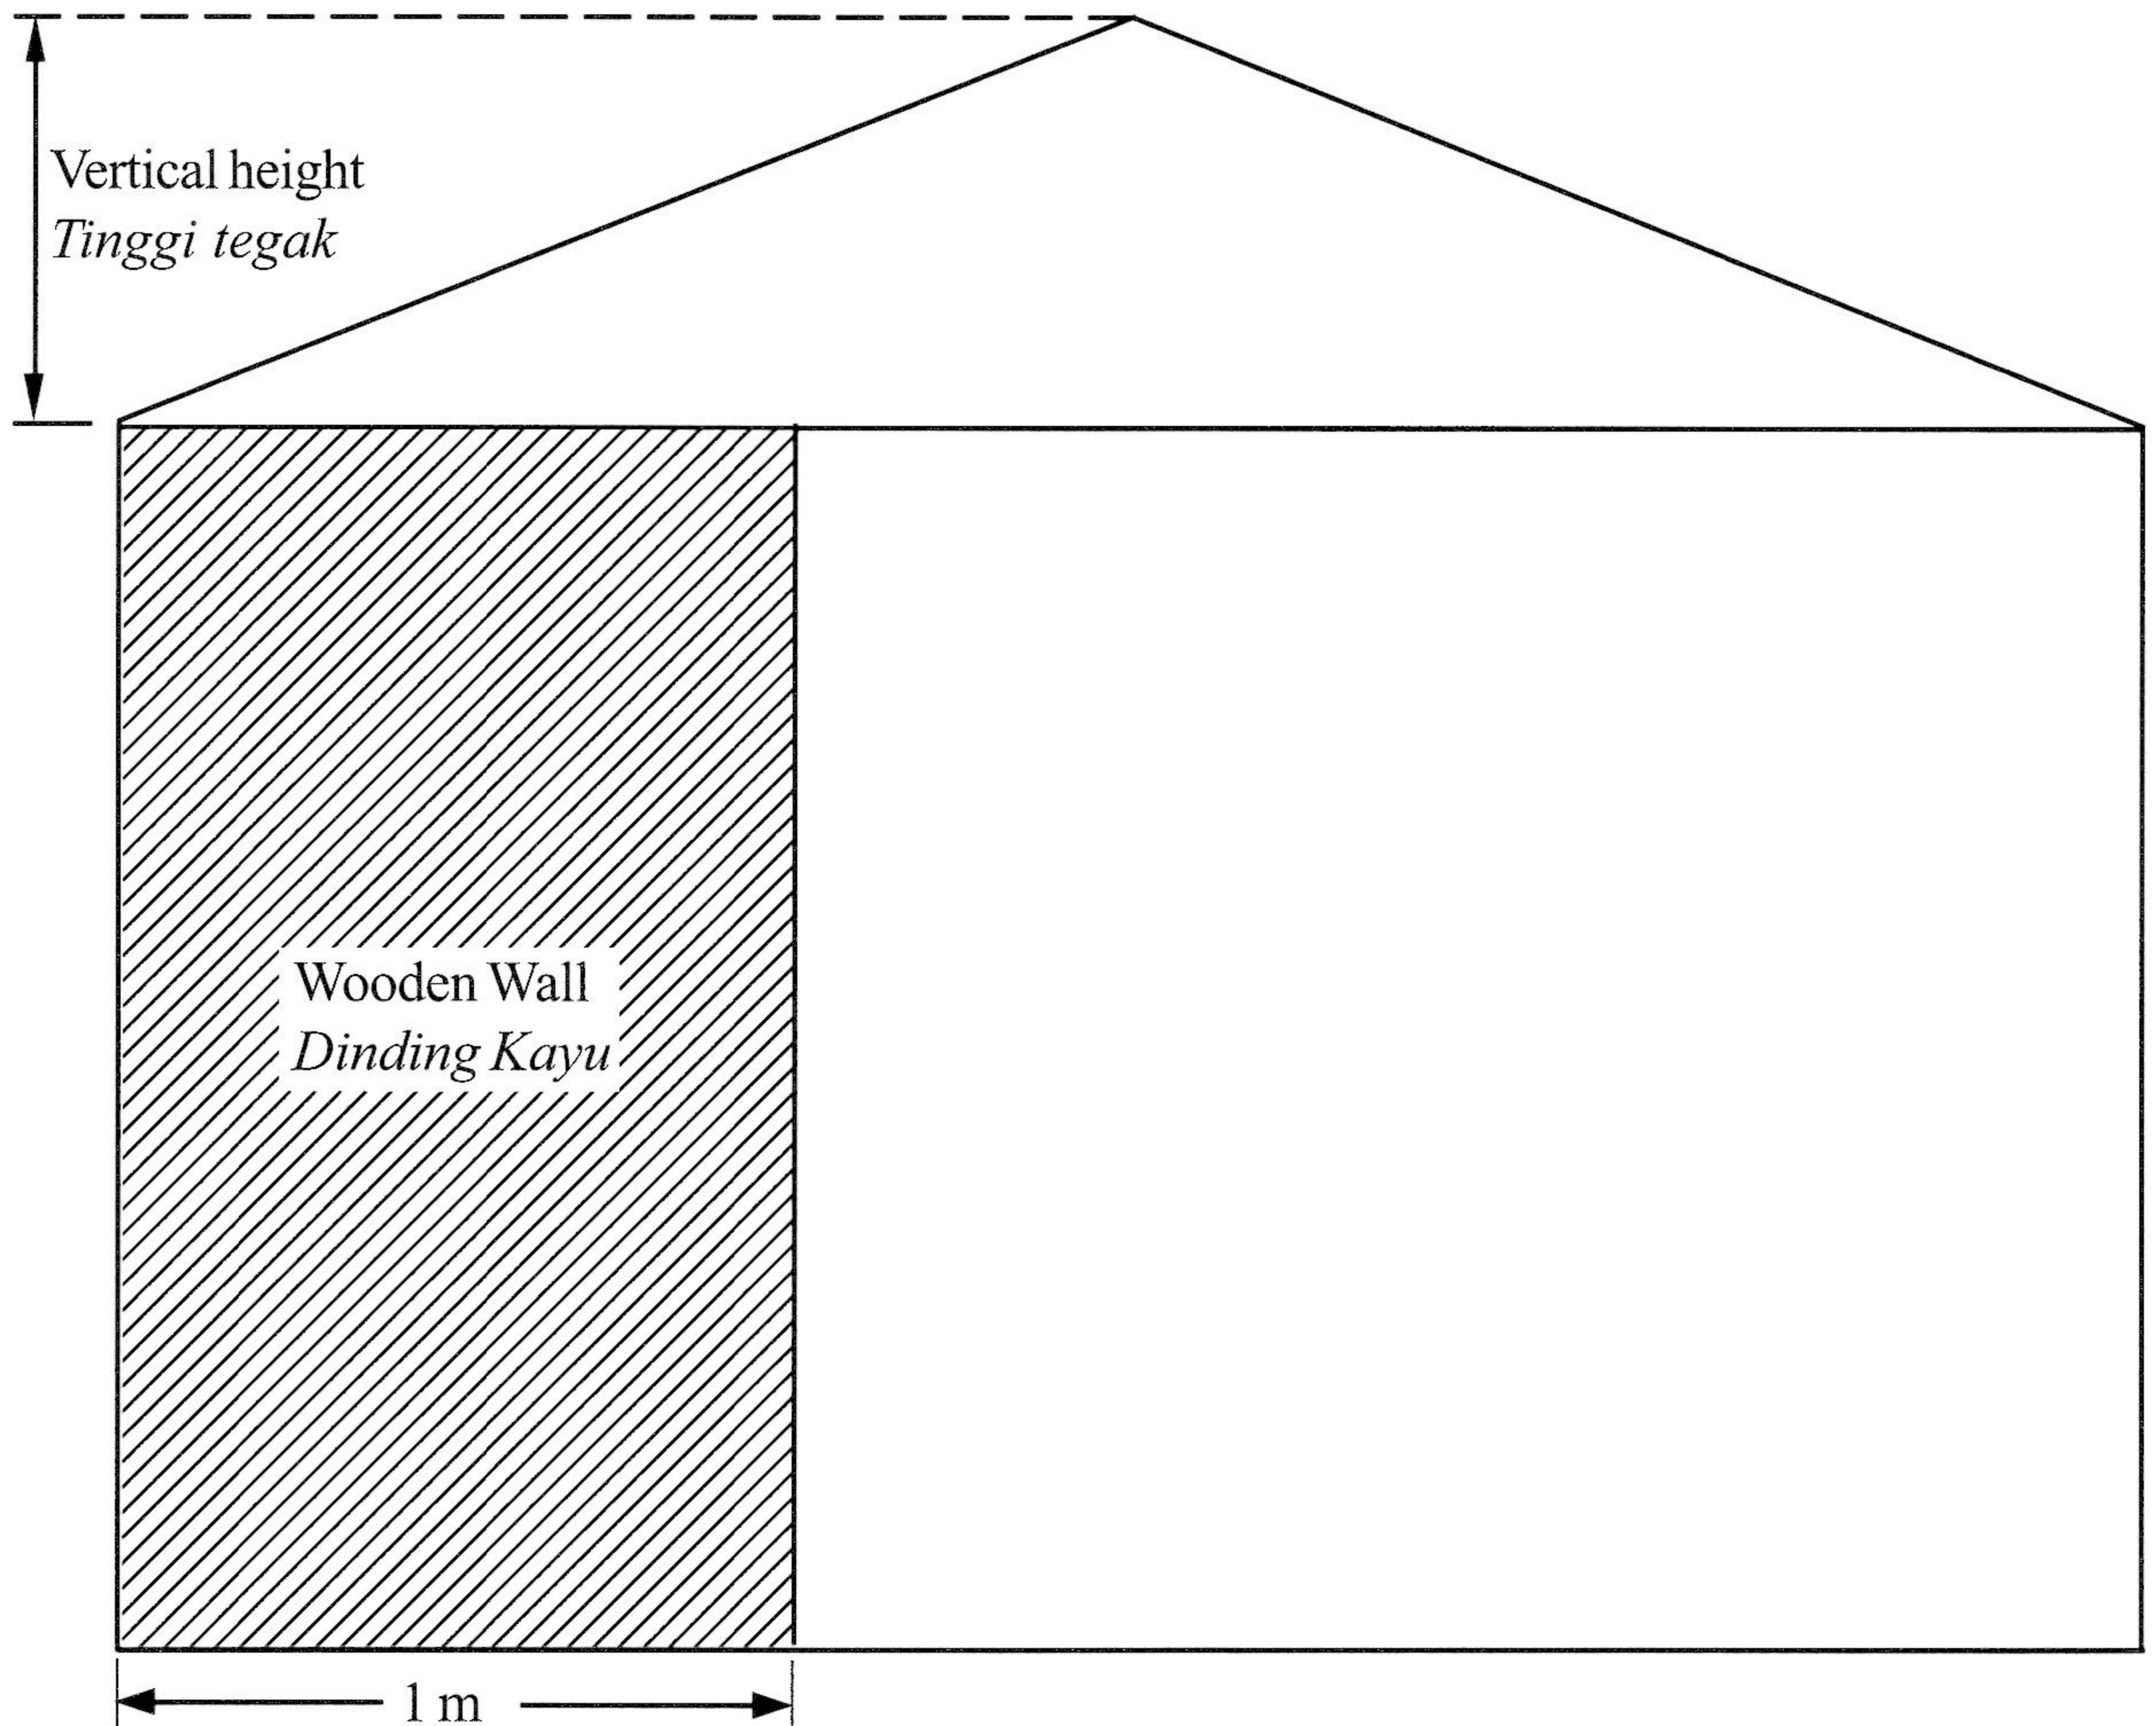 Vertical height
Tinggi tegak
Wooden Wall
Dinding Kayu
1 m